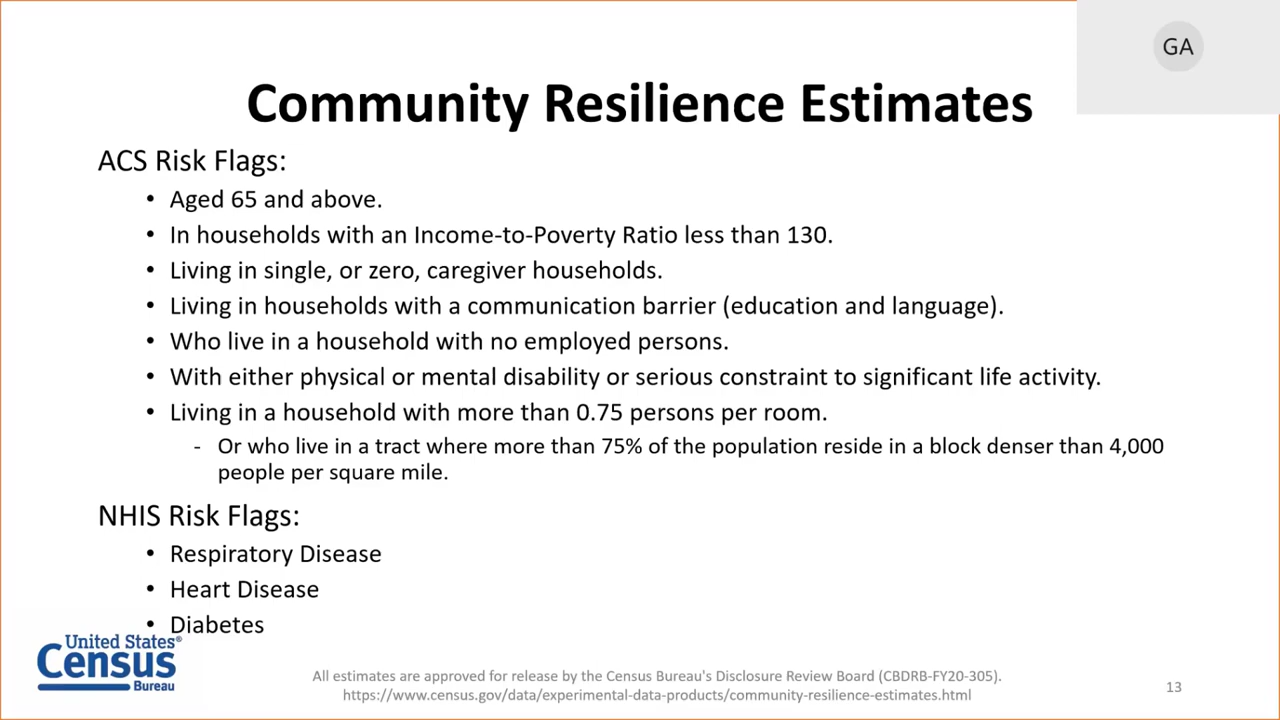 GA
Community Resilience Estimates
ACS Risk Flags:
• Aged 65 and above.
• In households with an Income-to-Poverty Ratio less than 130.
• Living in single, or zero, caregiver households.
• Living in households with a communication barrier (education and language).
• Who live in a household with no employed persons.
• With either physical or mental disability or serious constraint to significant life activity.
• Living in a household with more than 0.75 persons per room.
- Or who live in a tract where more than 75% of the population reside in a block denser than 4,000
people per square mile.
NHIS Risk Flags:
• Respiratory Disease
• Heart Disease
• Diabetes
United States®
Census
Bureau
All estimates are approved for release by the Census Bureau's Disclosure Review Board (CBDRB-FY20-305).
https://www.census.gov/data/experimental-data-products/community-resilience-estimates.html
13